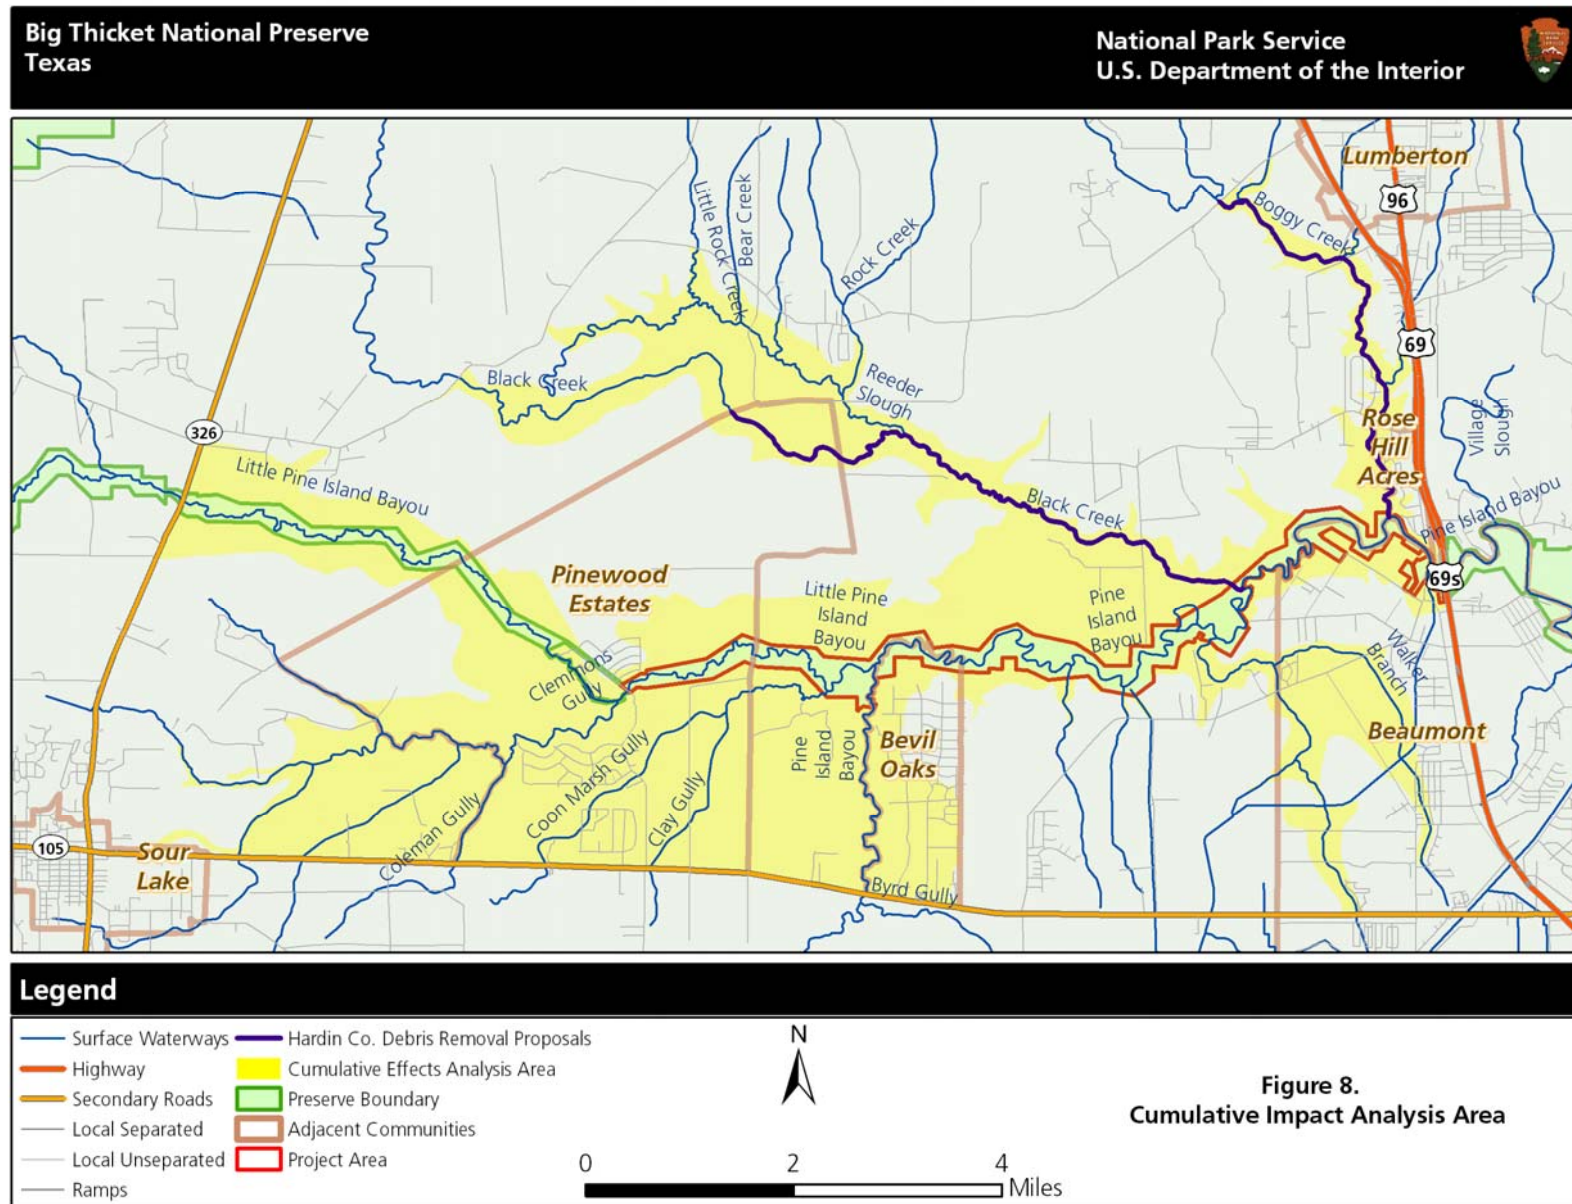 Big Thicket National Preserve
Texas
National Park Service
U.S. Department of the Interior
Lumberton
96
Boggy Creek
Little Rock Creek
Bear Creek
Rock Creek
69
Black Creek
Reeder
Slough
Rose
Hill
Acres
Village
Slough
326
Little Pine Island Bayou
Black Creek
Pine Island Bayou
Pinewood
Estates
Little Pine
Island
Bayou
Pine
Island
Bayou
69s
Clemmons
Gully
Walker
Branch
Beaumont
Pine
Island
Bayou
Bevil
Oaks
Coon Marsh Gully
Clay Gully
Coleman Gully
105
Sour
Lake
Byrd Gully
Legend
Surface Waterways
Highway
Secondary Roads
Local Separated
Local Unseparated
Ramps
Hardin Co. Debris Removal Proposals
Cumulative Effects Analysis Area
Preserve Boundary
Adjacent Communities
Project Area
N
0 2 4
Miles
Figure 8.
Cumulative Impact Analysis Area